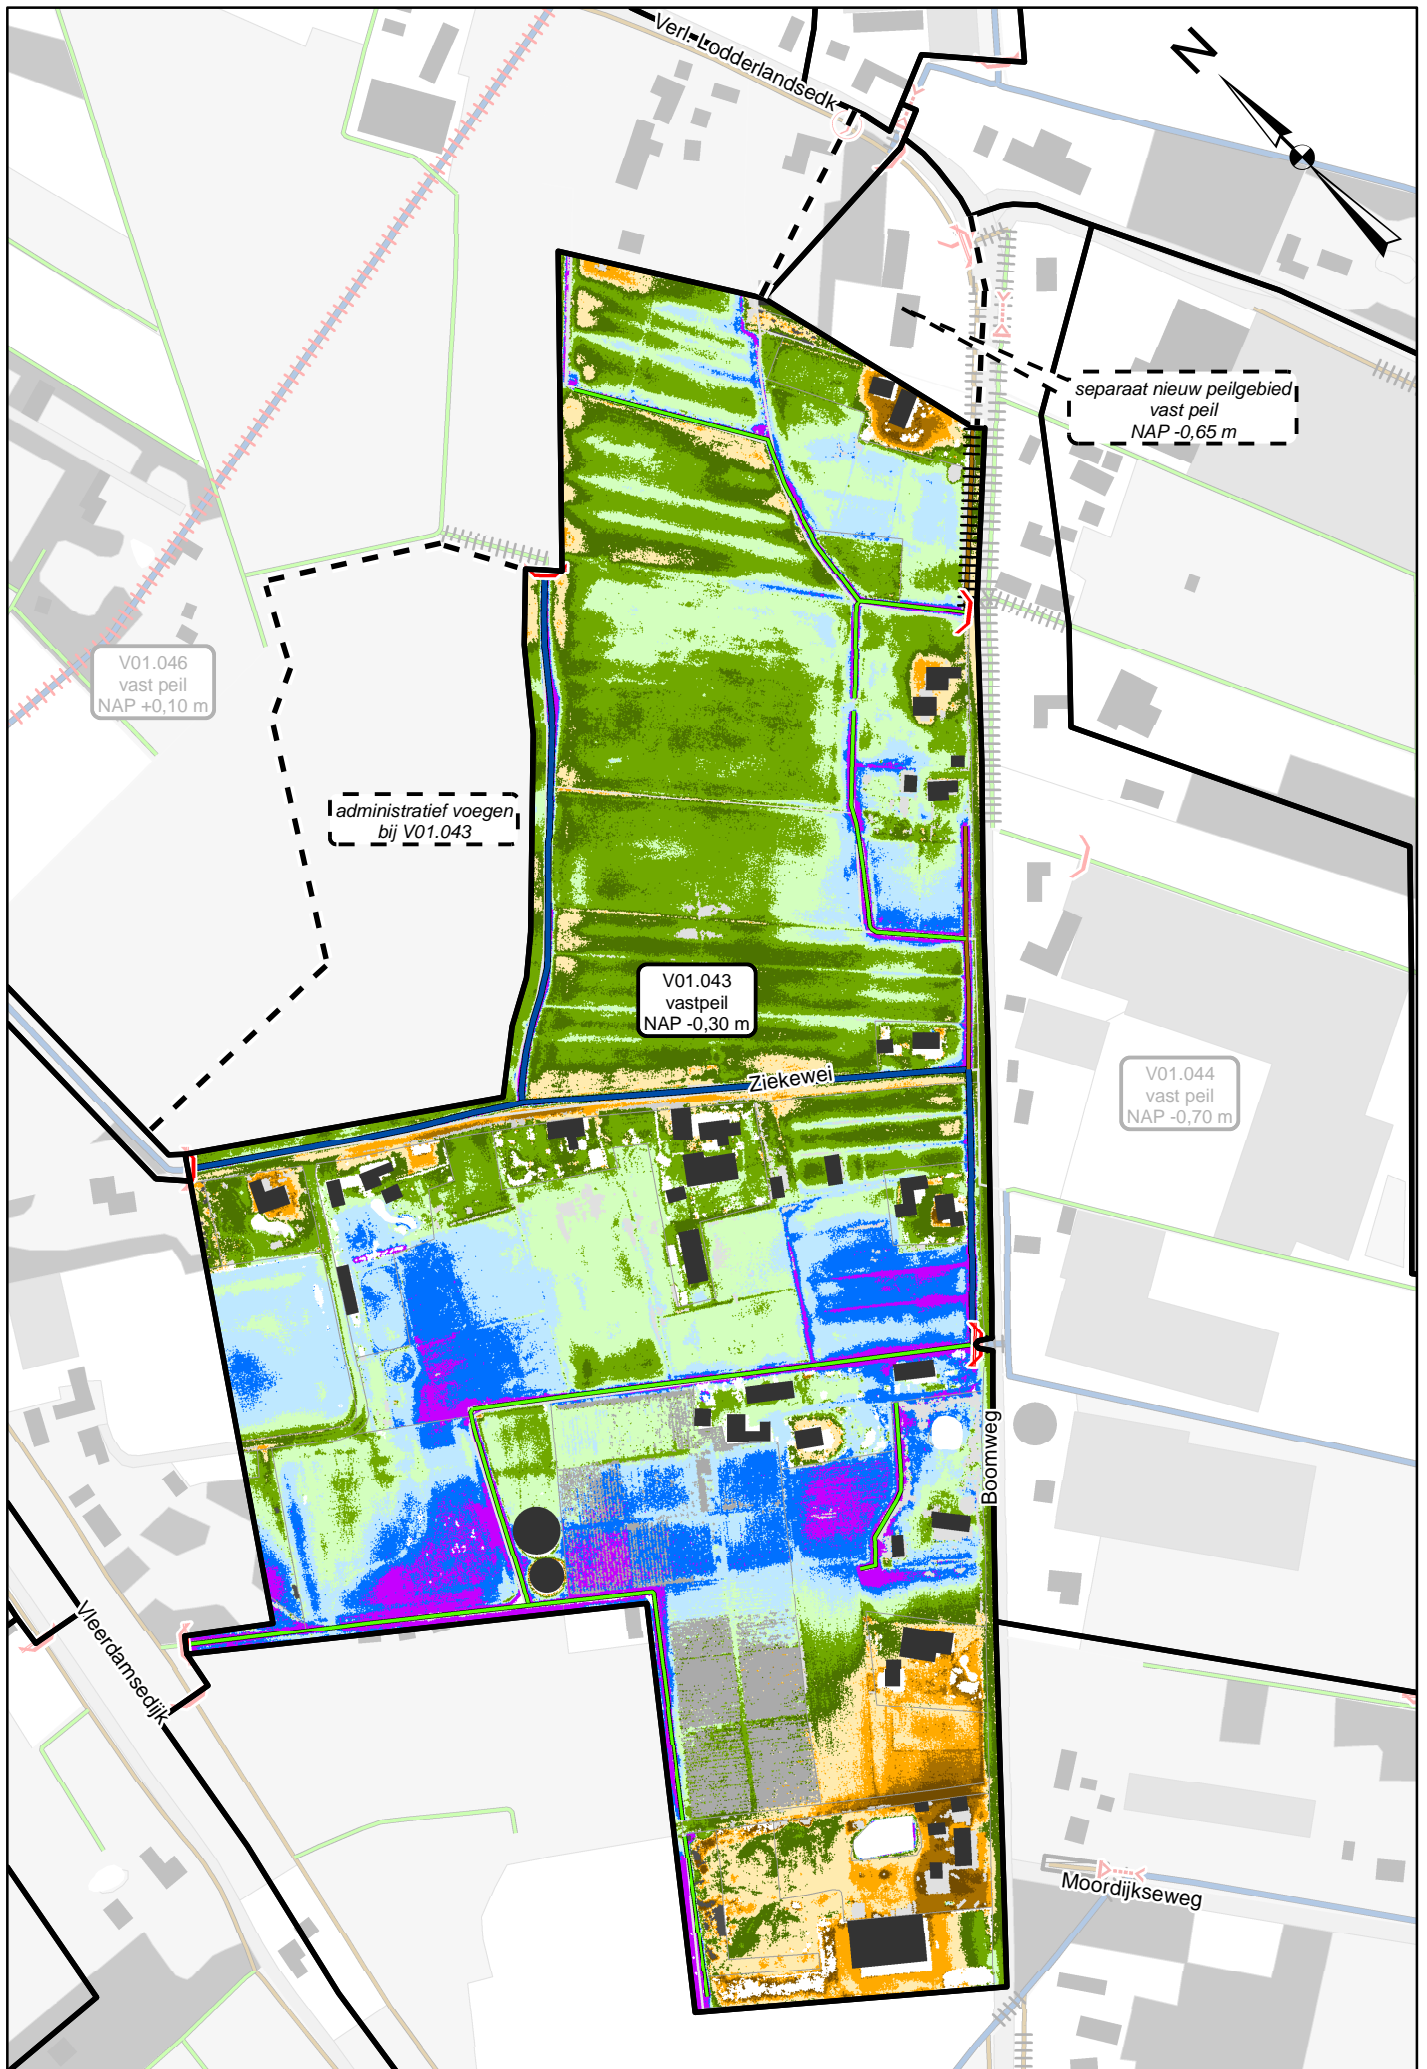 Verl. Lodderlandsedk
N
separaat nieuw peilgebied
vast peil
NAP -0,65 m
V01.046
vast peil
NAP +0,10 m
administratief voegen
bij V01.043
V01.043
vastpeil
NAP -0,30 m
Ziekewei
V01.044
vast peil
NAP -0,70 m
Boomweg
Vleerdamsedijk
Moordijkseweg